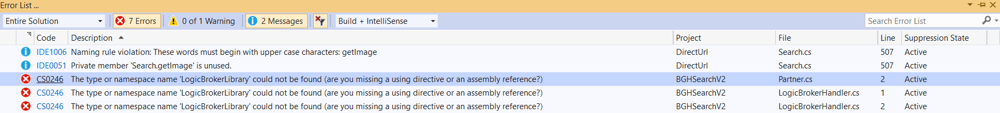 Error List ...
Entire Solution 7 Errors 0 of 1 Warning 2 Messages Build + IntelliSense Search Error List
Code Description Project File Line Suppression State
IDE1006 Naming rule violation: These words must begin with upper case characters: getImage DirectUrl Search.cs 507 Active
IDE0051 Private member 'Search.getImage' is unused. DirectUrl Search.cs 507 Active
CS0246 The type or namespace name 'LogicBrokerLibrary' could not be found (are you missing a using directive or an assembly reference?) BGHSearchV2 Partner.cs 2 Active
CS0246 The type or namespace name 'LogicBrokerLibrary' could not be found (are you missing a using directive or an assembly reference?) BGHSearchV2 LogicBrokerHandler.cs 1 Active
CS0246 The type or namespace name 'LogicBrokerLibrary' could not be found (are you missing a using directive or an assembly reference?) BGHSearchV2 LogicBrokerHandler.cs 2 Active